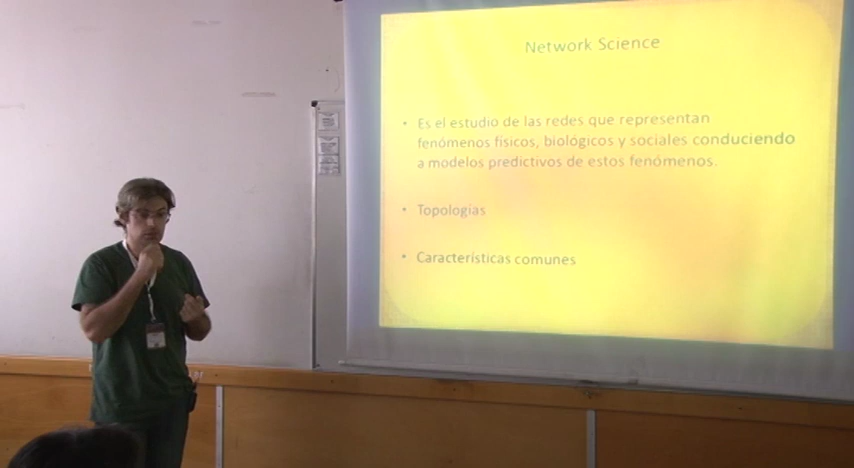 Network Science
• Es el estudio de las redes que representan
fenómenos físicos, biológicos y sociales conduciendo
a modelos predictivos de estos fenómenos.
• Topologias
• Características comunes